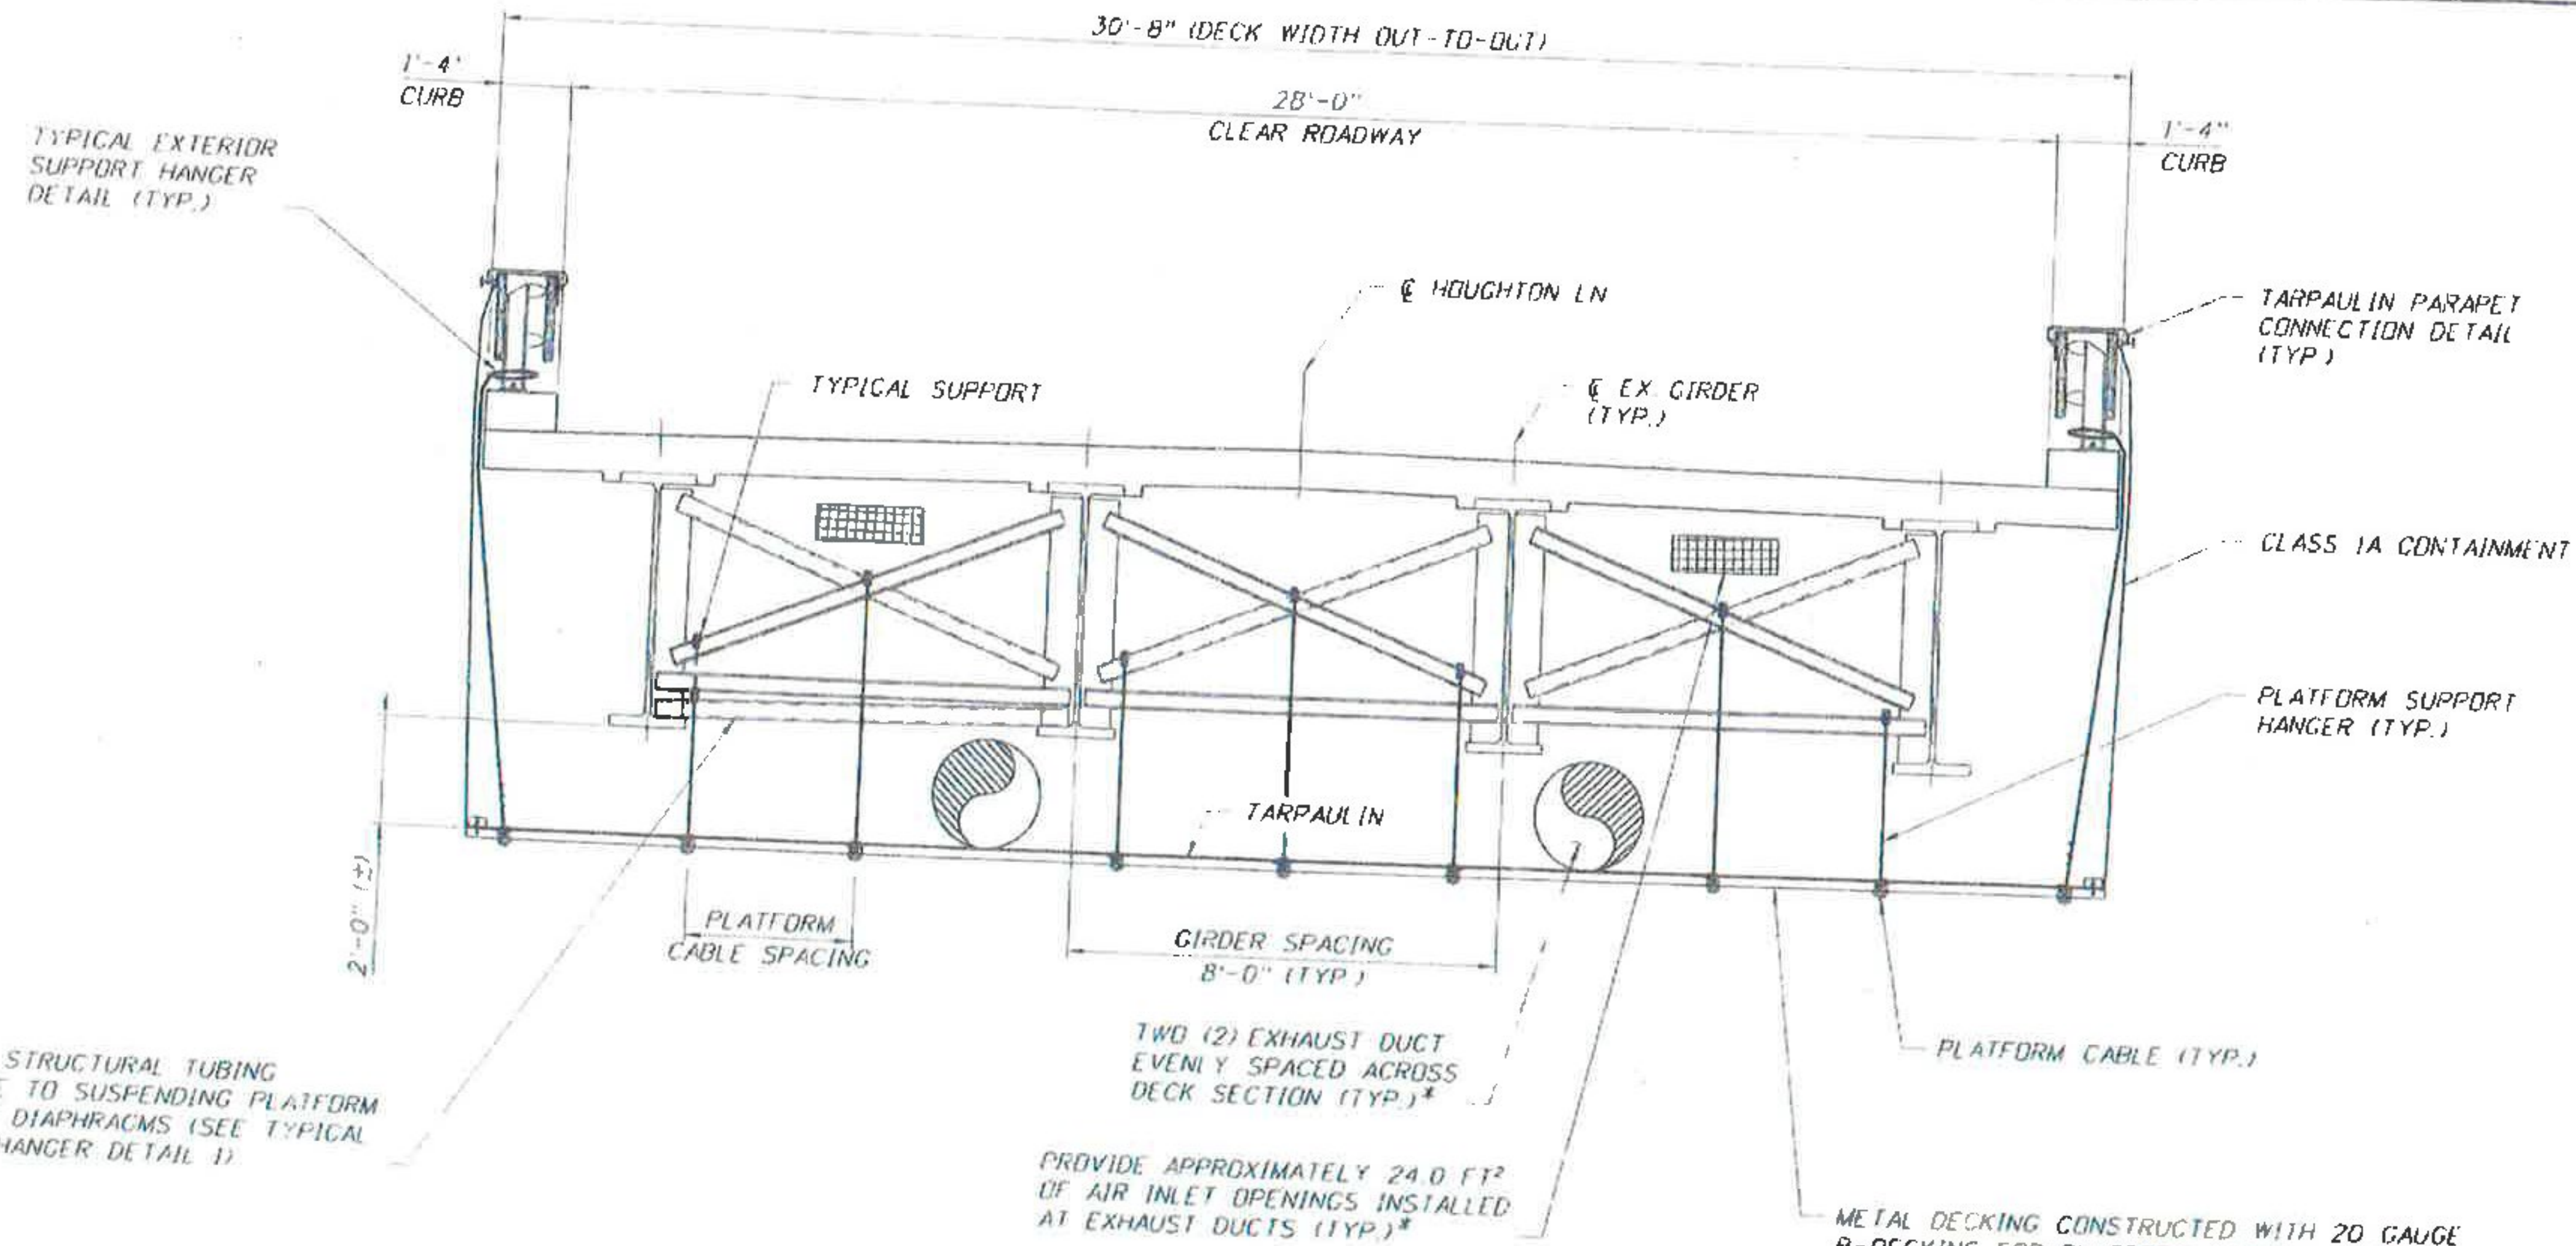 30'-8" (DECK WIDTH OUT-TO-OUT)
1'-4"
CURB
28'-0"
CLEAR ROADWAY
1'-4"
CURB
TYPICAL EXTERIOR
SUPPORT HANGER
DETAIL (TYP.)
℄ HOUGHTON LN
TARPAULIN PARAPET
CONNECTION DETAIL
(TYP.)
TYPICAL SUPPORT
℄ EX. GIRDER
(TYP.)
CLASS 1A CONTAINMENT
PLATFORM SUPPORT
HANGER (TYP.)
TARPAULIN
2'-0" (±)
PLATFORM
CABLE SPACING
GIRDER SPACING
8'-0" (TYP.)
STRUCTURAL TUBING
TO SUSPENDING PLATFORM
DIAPHRAGMS (SEE TYPICAL
HANGER DETAIL 1)
TWO (2) EXHAUST DUCT
EVENLY SPACED ACROSS
DECK SECTION (TYP.)*
PLATFORM CABLE (TYP.)
PROVIDE APPROXIMATELY 24.0 FT²
OF AIR INLET OPENINGS INSTALLED
AT EXHAUST DUCTS (TYP.)*
METAL DECKING CONSTRUCTED WITH 20 GAUGE